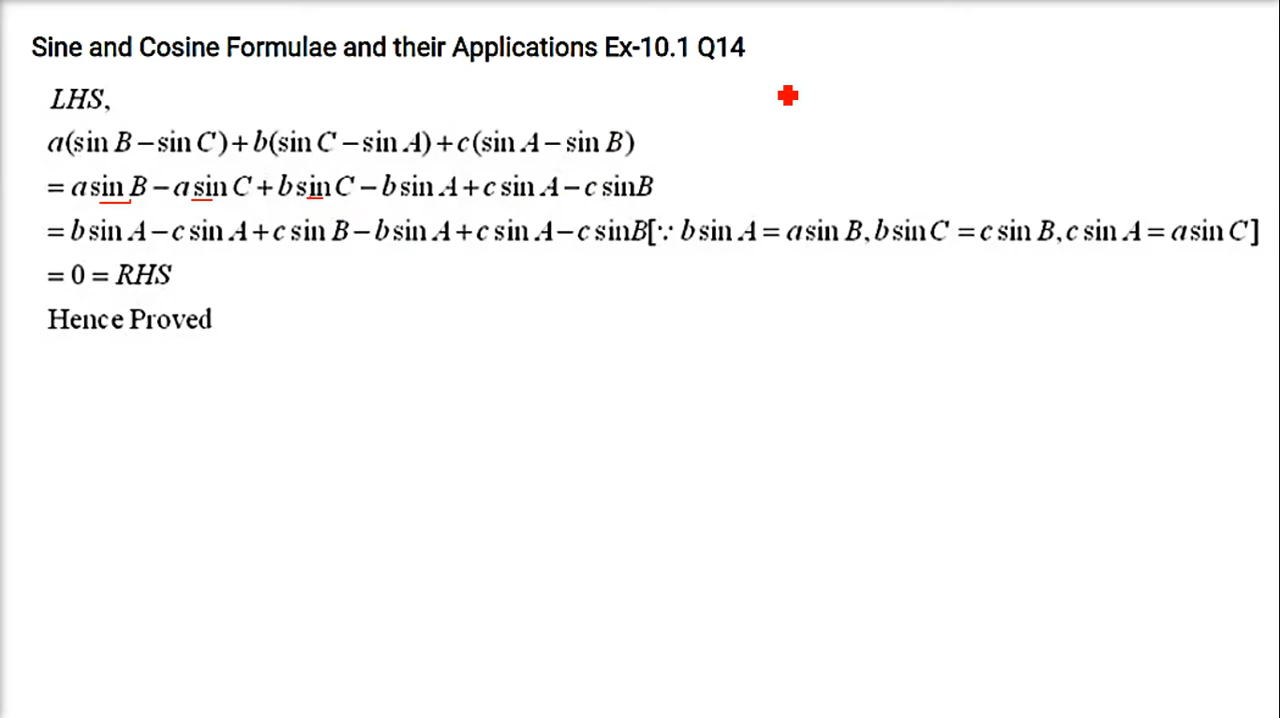 Sine and Cosine Formulae and their Applications Ex-10.1 Q14
LHS,
a(sin B−sin C)+b(sin C−sin A)+c(sin A−sin B)
=a sin B−a sin C+b sin C−b sin A+c sin A−c sinB
=b sin A−c sin A+c sin B−b sin A+c sin A−c sinB[∵ b sin A=a sin B, b sin C=c sin B, c sin A=a sin C]
=0=RHS
Hence Proved